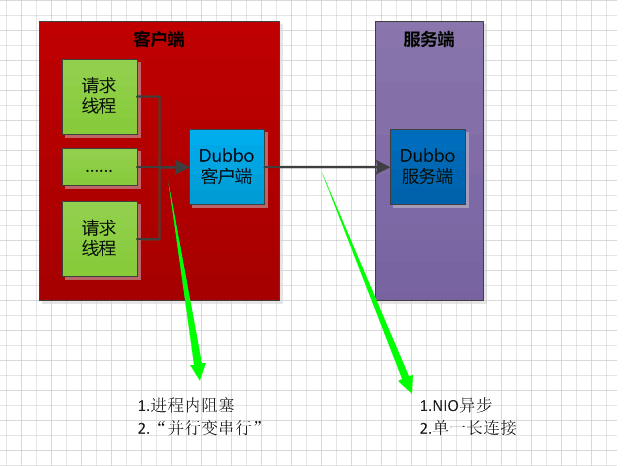 客户端
服务端
请求
线程
......
请求
线程
Dubbo
客户端
Dubbo
服务端
1.进程内阻塞
2.“并行变串行”
1.NIO异步
2.单一长连接